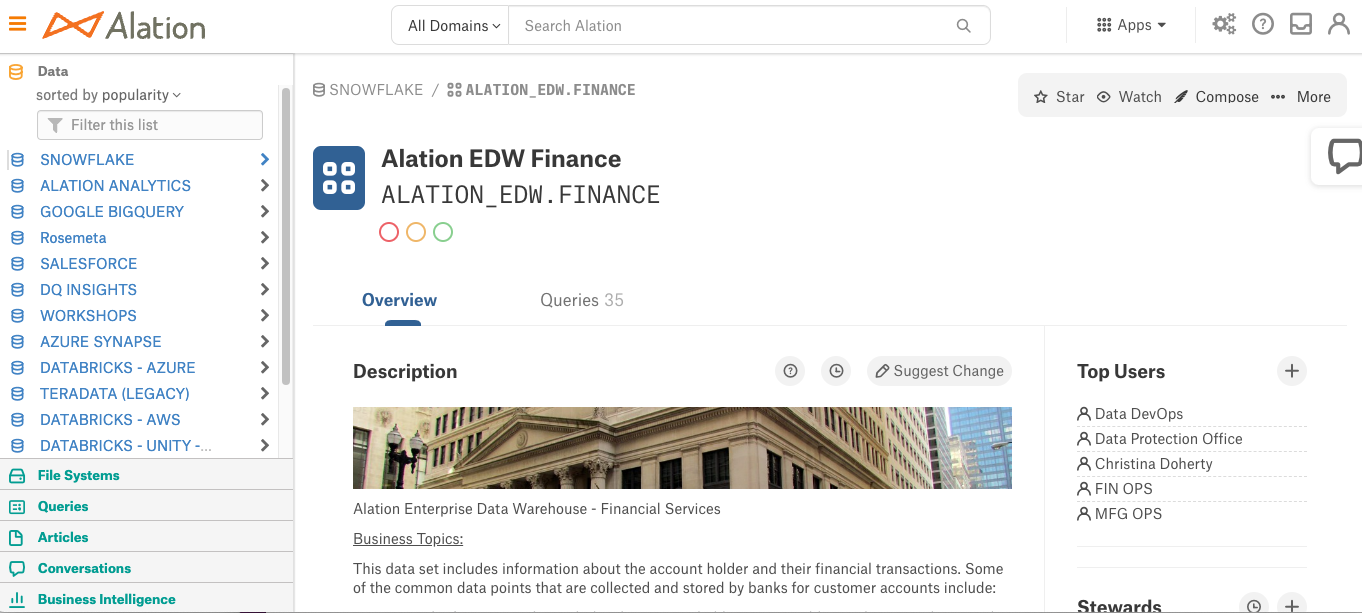 Alation
All Domains
Search Alation
Apps
Data
sorted by popularity
Filter this list
SNOWFLAKE
ALATION ANALYTICS
GOOGLE BIGQUERY
Rosemeta
SALESFORCE
DQ INSIGHTS
WORKSHOPS
AZURE SYNAPSE
DATABRICKS - AZURE
TERADATA (LEGACY)
DATABRICKS - AWS
DATABRICKS - UNITY -...
File Systems
Queries
Articles
Conversations
Business Intelligence
SNOWFLAKE / ALATION_EDW.FINANCE
Star Watch Compose ••• More
Alation EDW Finance
ALATION_EDW.FINANCE
Overview Queries 35
Description
Suggest Change
Alation Enterprise Data Warehouse - Financial Services
Business Topics:
This data set includes information about the account holder and their financial transactions. Some
of the common data points that are collected and stored by banks for customer accounts include:
Top Users
Data DevOps
Data Protection Office
Christina Doherty
FIN OPS
MFG OPS
Stewards